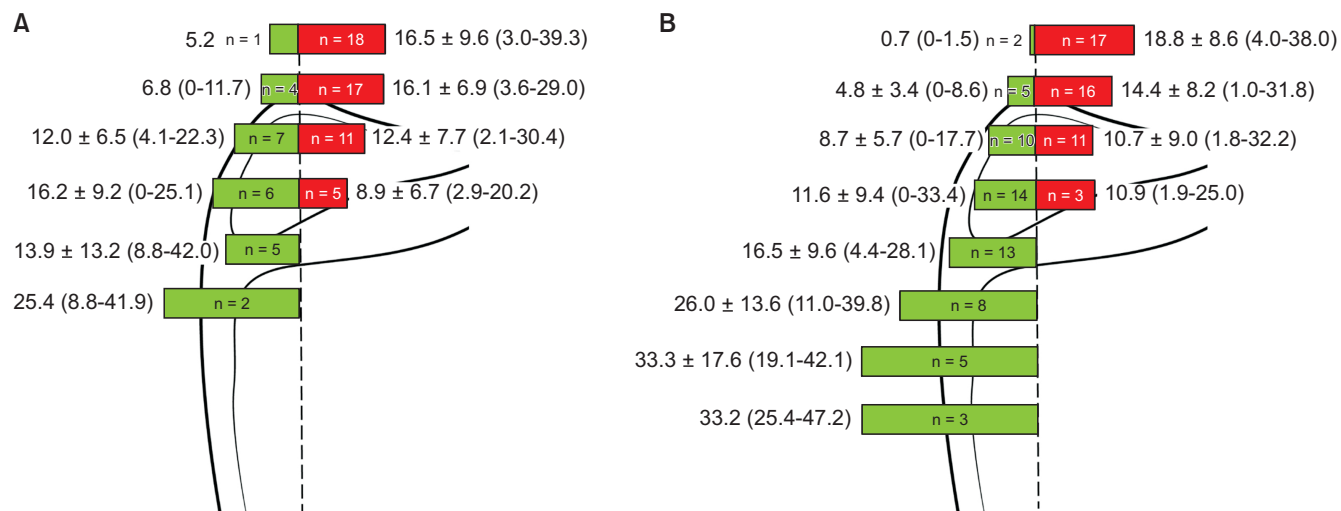 A
5.2 n = 1 n = 18 16.5 ± 9.6 (3.0-39.3)
6.8 (0-11.7) n = 4 n = 17 16.1 ± 6.9 (3.6-29.0)
12.0 ± 6.5 (4.1-22.3) n = 7 n = 11 12.4 ± 7.7 (2.1-30.4)
16.2 ± 9.2 (0-25.1) n = 6 n = 5 8.9 ± 6.7 (2.9-20.2)
13.9 ± 13.2 (8.8-42.0) n = 5
25.4 (8.8-41.9) n = 2
B
0.7 (0-1.5) n = 2 n = 17 18.8 ± 8.6 (4.0-38.0)
4.8 ± 3.4 (0-8.6) n = 5 n = 16 14.4 ± 8.2 (1.0-31.8)
8.7 ± 5.7 (0-17.7) n = 10 n = 11 10.7 ± 9.0 (1.8-32.2)
11.6 ± 9.4 (0-33.4) n = 14 n = 3 10.9 (1.9-25.0)
16.5 ± 9.6 (4.4-28.1) n = 13
26.0 ± 13.6 (11.0-39.8) n = 8
33.3 ± 17.6 (19.1-42.1) n = 5
33.2 (25.4-47.2) n = 3